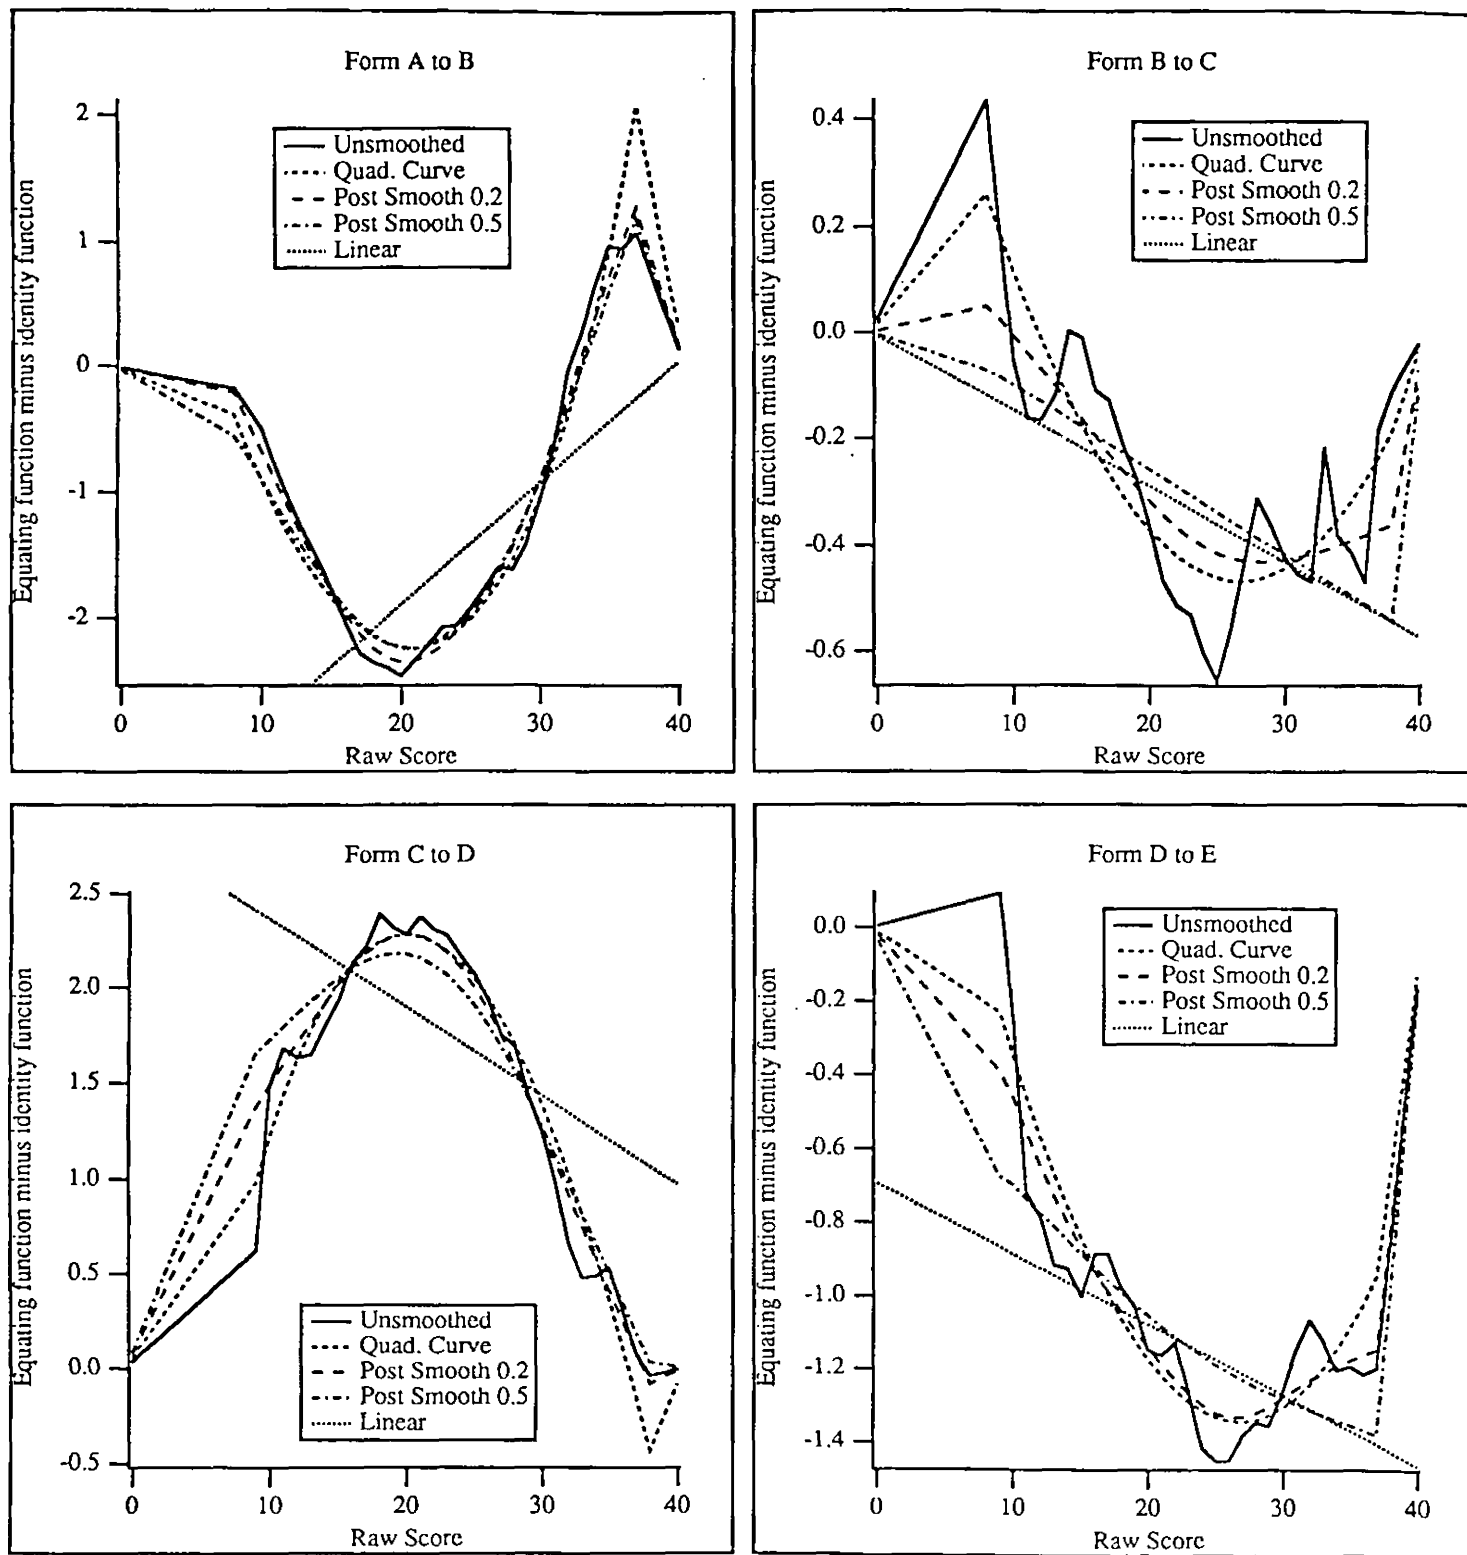 Form A to B
Equating function minus identity function
2
1
0
-1
-2
Unsmoothed
Quad. Curve
Post Smooth 0.2
Post Smooth 0.5
Linear
0 10 20 30 40
Raw Score
Form B to C
Equating function minus identity function
0.4
0.2
0.0
-0.2
-0.4
-0.6
Unsmoothed
Quad. Curve
Post Smooth 0.2
Post Smooth 0.5
Linear
0 10 20 30 40
Raw Score
Form C to D
Equating function minus identity function
2.5
2.0
1.5
1.0
0.5
0.0
-0.5
Unsmoothed
Quad. Curve
Post Smooth 0.2
Post Smooth 0.5
Linear
0 10 20 30 40
Raw Score
Form D to E
Equating function minus identity function
0.0
-0.2
-0.4
-0.6
-0.8
-1.0
-1.2
-1.4
Unsmoothed
Quad. Curve
Post Smooth 0.2
Post Smooth 0.5
Linear
0 10 20 30 40
Raw Score